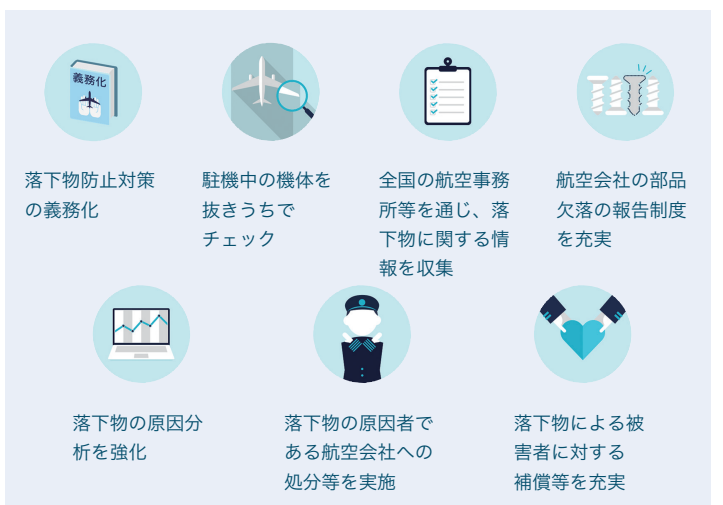 義務化
落下物防止対策
の義務化
駐機中の機体を
抜きうちで
チェック
全国の航空事務
所等を通じ、落
下物に関する情
報を収集
航空会社の部品
欠落の報告制度
を充実
落下物の原因分
析を強化
落下物の原因者で
ある航空会社への
処分等を実施
落下物による被
害者に対する
補償等を充実